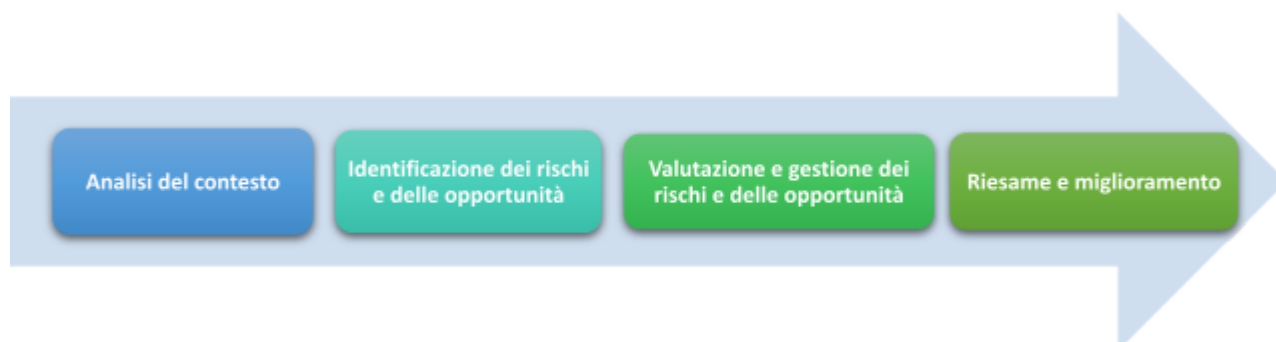 Analisi del contesto
Identificazione dei rischi
e delle opportunità
Valutazione e gestione dei
rischi e delle opportunità
Riesame e miglioramento